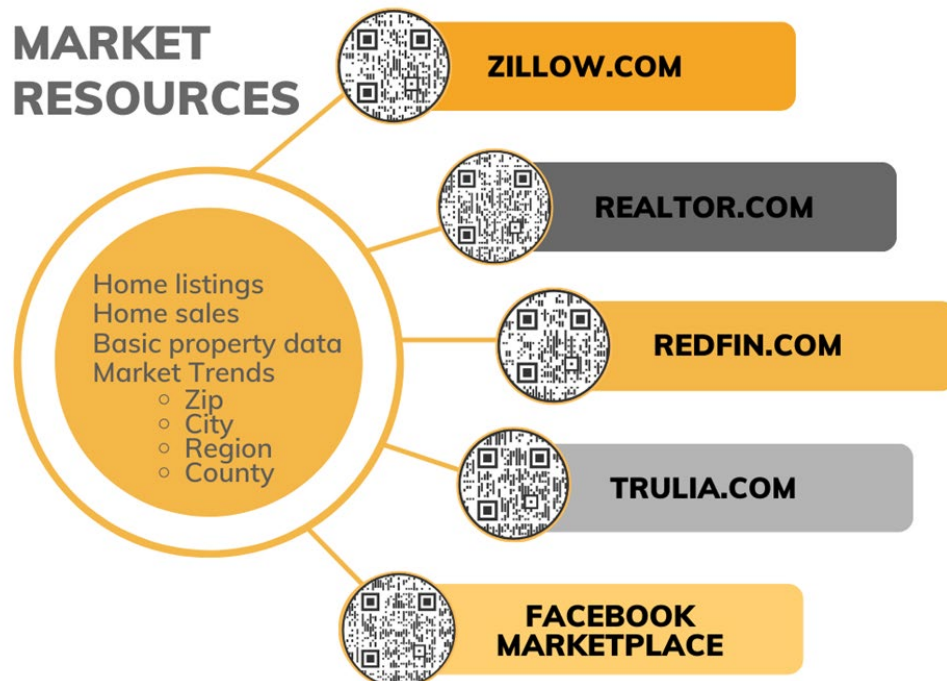 MARKET
RESOURCES
ZILLOW.COM
REALTOR.COM
REDFIN.COM
TRULIA.COM
FACEBOOK
MARKETPLACE
Home listings
Home sales
Basic property data
Market Trends
◦ Zip
◦ City
◦ Region
◦ County